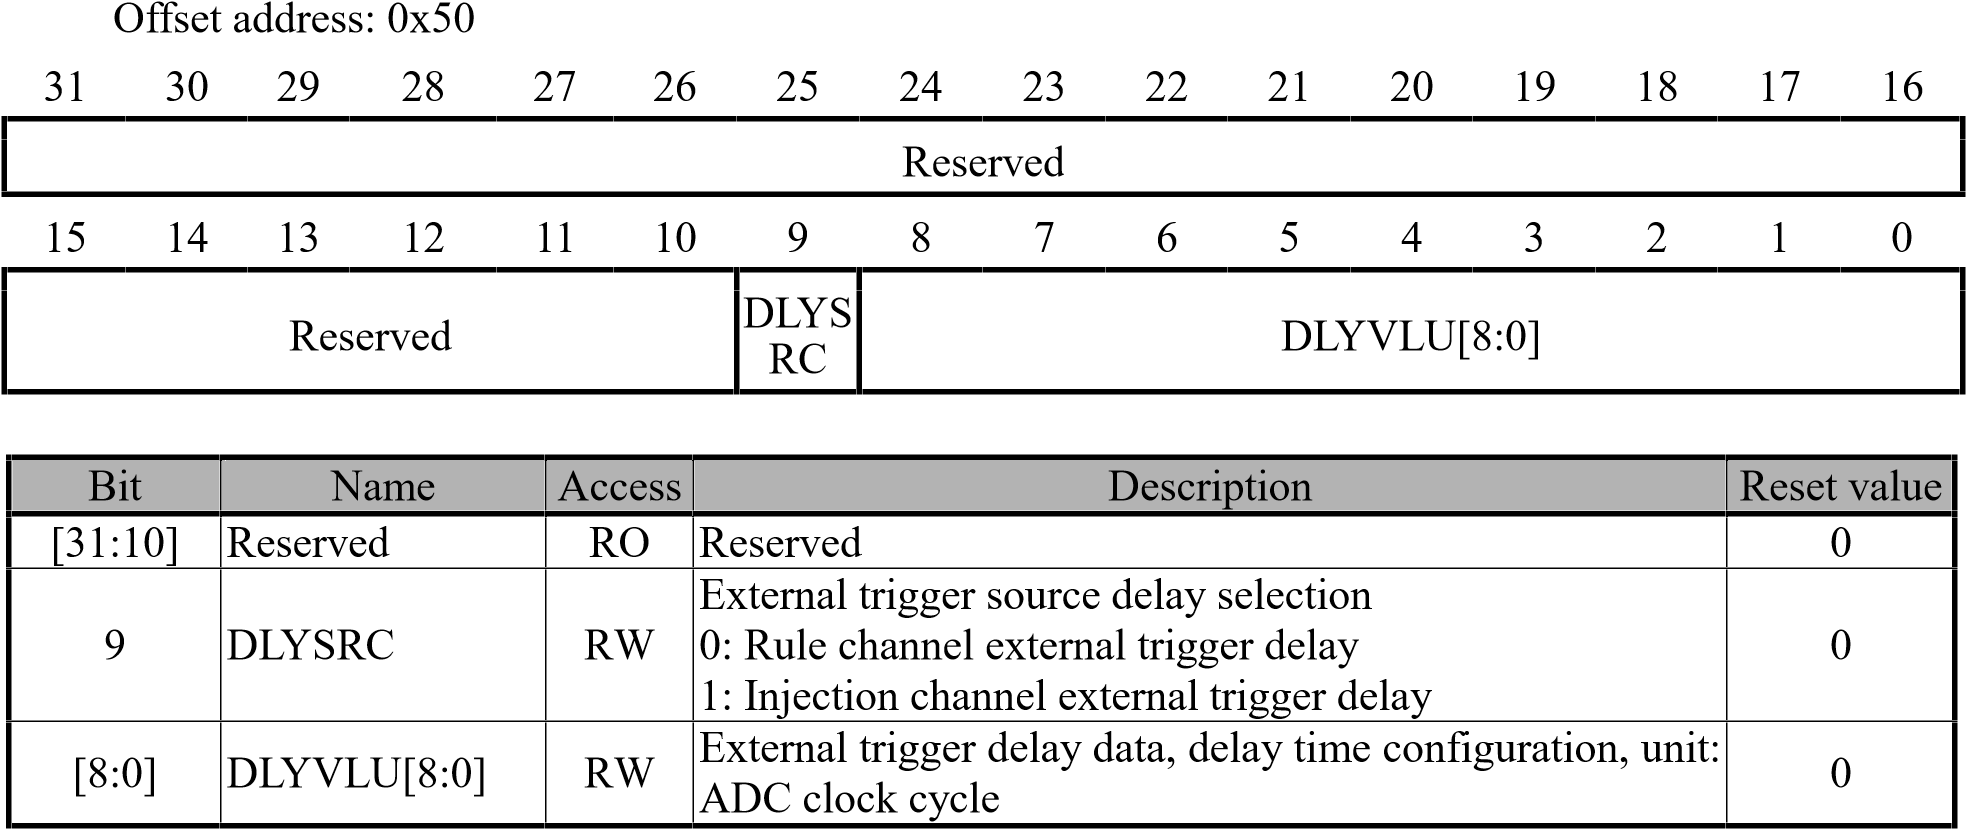 Offset address: 0x50
31 30 29 28 27 26 25 24 23 22 21 20 19 18 17 16
Reserved
15 14 13 12 11 10 9 8 7 6 5 4 3 2 1 0
Reserved
DLYS
RC
DLYVLU[8:0]
Bit Name Access Description Reset value
[31:10] Reserved RO Reserved 0
9 DLYSRC RW
External trigger source delay selection
0: Rule channel external trigger delay
1: Injection channel external trigger delay
0
[8:0] DLYVLU[8:0] RW
External trigger delay data, delay time configuration, unit:
ADC clock cycle
0